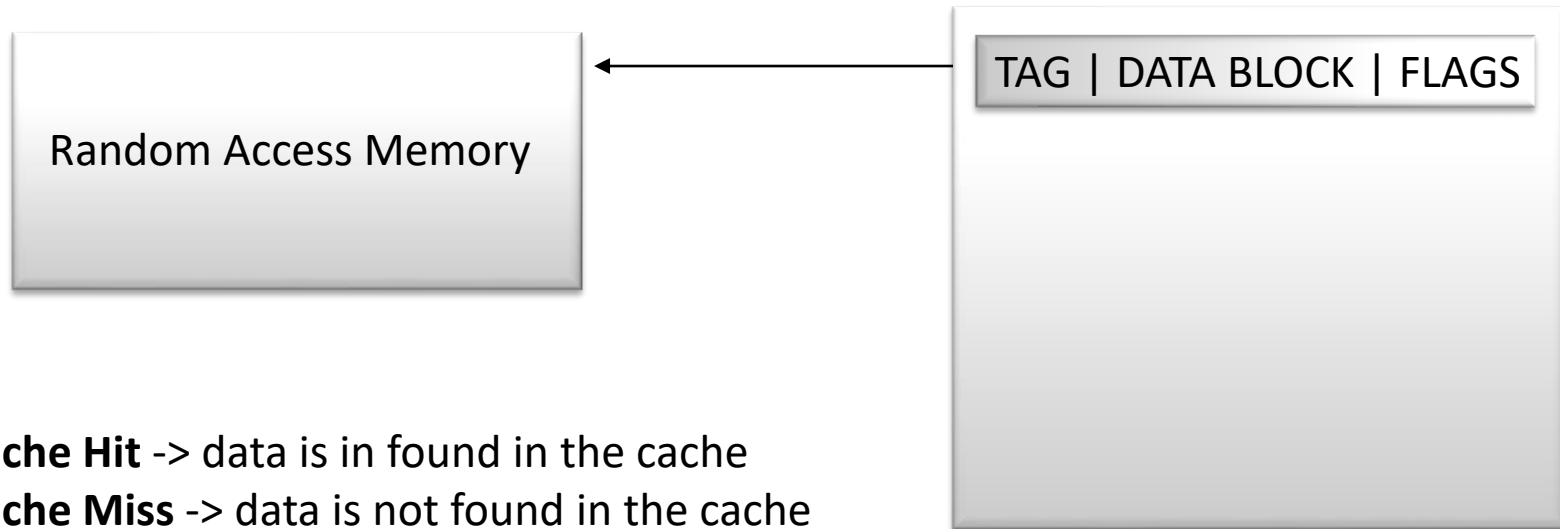 Random Access Memory
TAG | DATA BLOCK | FLAGS
che Hit -> data is in found in the cache
che Miss -> data is not found in the cache